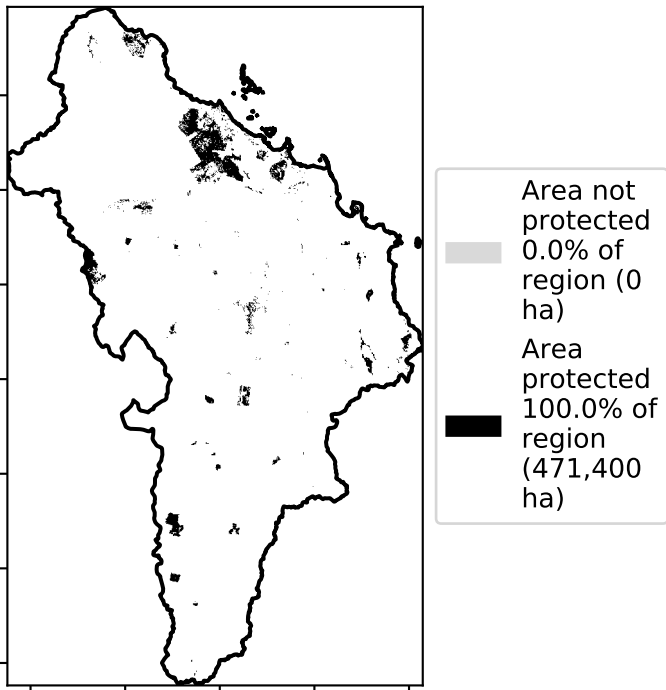 Area not
protected
0.0% of
region (0
ha)
Area
protected
100.0% of
region
(471,400
ha)